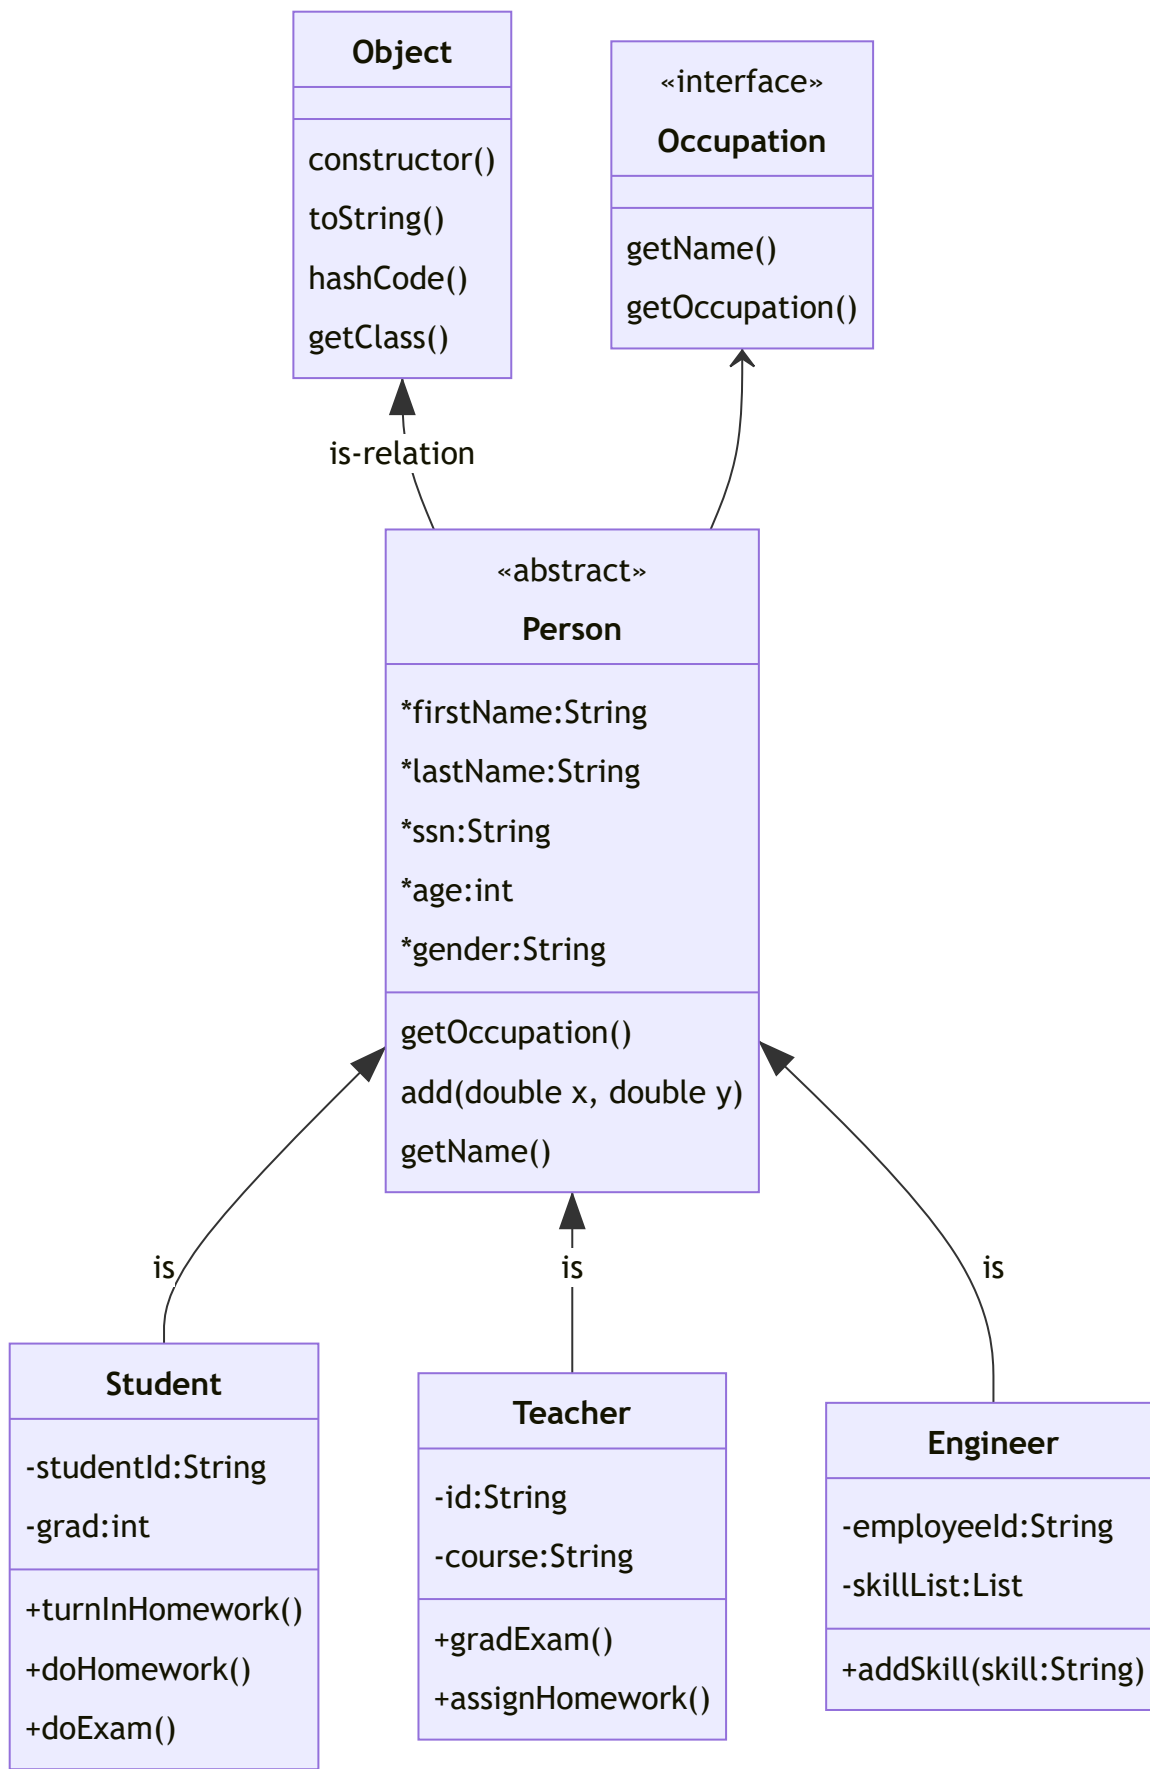 Object
constructor()
toString()
hashCode()
getClass()
«interface»
Occupation
getName()
getOccupation()
is-relation
«abstract»
Person
*firstName:String
*lastName:String
*ssn:String
*age:int
*gender:String
getOccupation()
add(double x, double y)
getName()
is
is
is
Student
-studentId:String
-grad:int
+turnInHomework()
+doHomework()
+doExam()
Teacher
-id:String
-course:String
+gradExam()
+assignHomework()
Engineer
-employeeId:String
-skillList:List
+addSkill(skill:String)